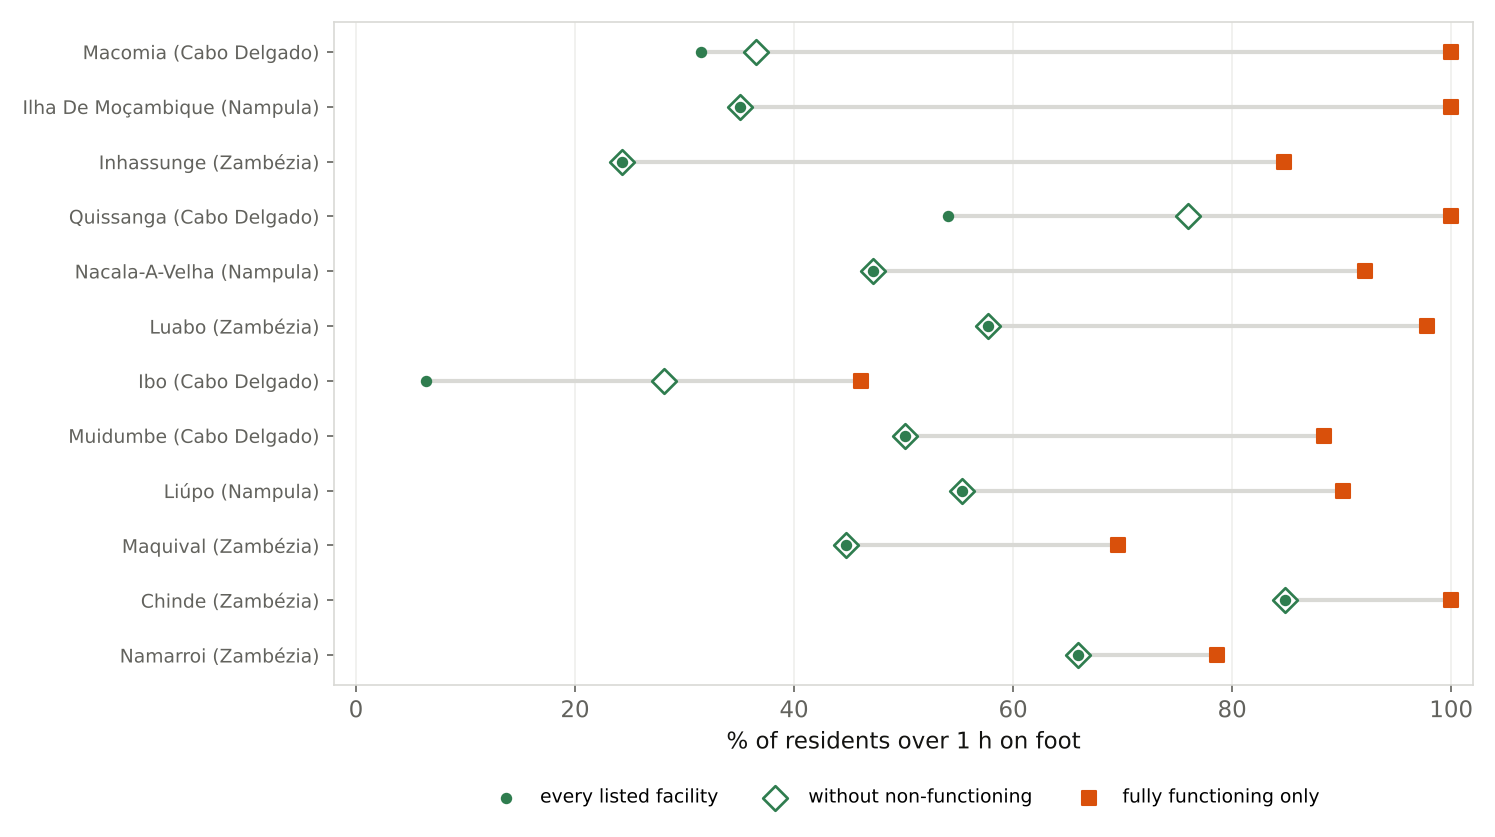 Macomia (Cabo Delgado)
Ilha De Moçambique (Nampula)
Inhassunge (Zambézia)
Quissanga (Cabo Delgado)
Nacala-A-Velha (Nampula)
Luabo (Zambézia)
Ibo (Cabo Delgado)
Muidumbe (Cabo Delgado)
Liúpo (Nampula)
Maquival (Zambézia)
Chinde (Zambézia)
Namarroi (Zambézia)
0 20 40 60 80 100
% of residents over 1 h on foot
every listed facility without non-functioning fully functioning only